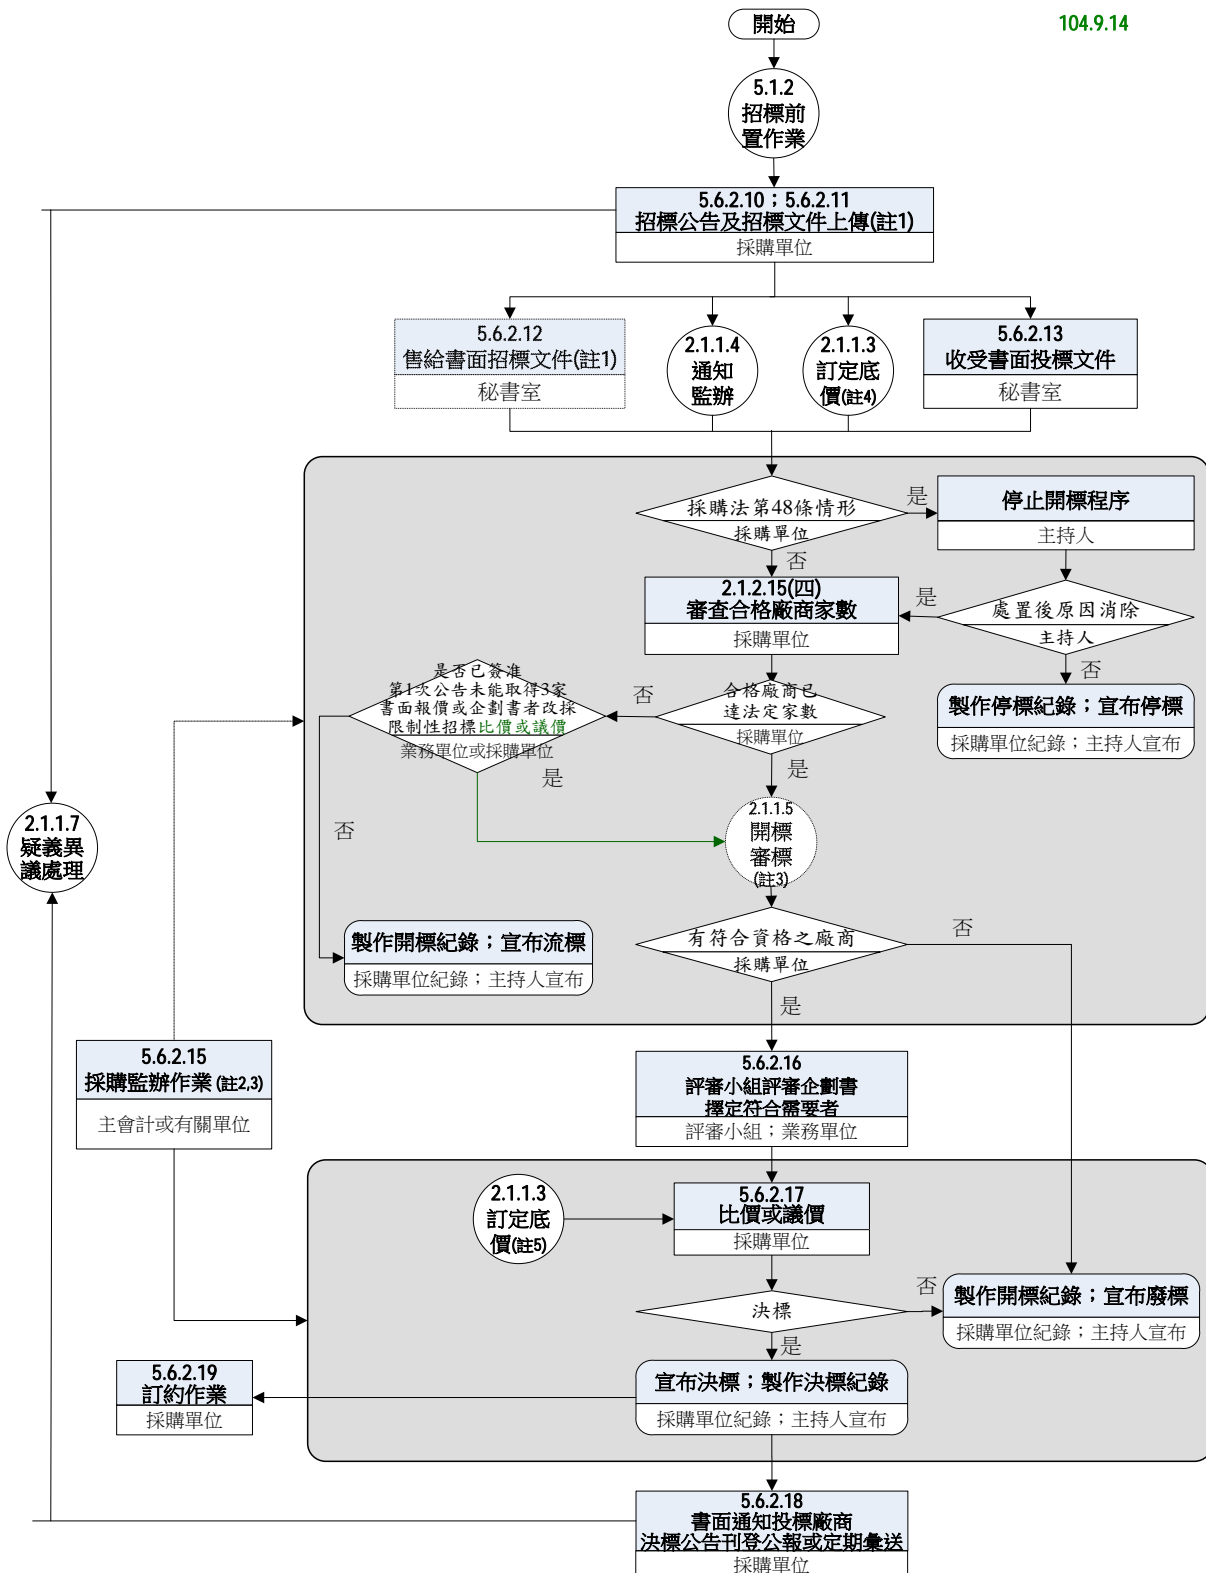 開始
104.9.14
5.1.2
招標前
置作業
5.6.2.10；5.6.2.11
招標公告及招標文件上傳(註1)
採購單位
5.6.2.12
售給書面招標文件(註1)
秘書室
2.1.1.4
通知
監辦
2.1.1.3
訂定底
價(註4)
5.6.2.13
收受書面投標文件
秘書室
採購法第48條情形
採購單位
是
停止開標程序
主持人
否
2.1.2.15(四)
審查合格廠商家數
採購單位
是
處置後原因消除
主持人
否
是否已簽准
第1次公告未能取得3家
書面報價或企劃書者改採
限制性招標比價或議價
業務單位或採購單位
否
合格廠商已
達法定家數
採購單位
製作停標紀錄；宣布停標
採購單位紀錄；主持人宣布
是
是
2.1.1.5
開標
審標
(註3)
否
2.1.1.7
疑義異
議處理
製作開標紀錄；宣布流標
採購單位紀錄；主持人宣布
有符合資格之廠商
採購單位
否
是
5.6.2.15
採購監辦作業(註2,3)
主會計或有關單位
5.6.2.16
評審小組評審企劃書
擇定符合需要者
評審小組；業務單位
2.1.1.3
訂定底
價(註5)
5.6.2.17
比價或議價
採購單位
決標
否
製作開標紀錄；宣布廢標
採購單位紀錄；主持人宣布
是
5.6.2.19
訂約作業
採購單位
宣布決標；製作決標紀錄
採購單位紀錄；主持人宣布
5.6.2.18
書面通知投標廠商
決標公告刊登公報或定期彙送
採購單位